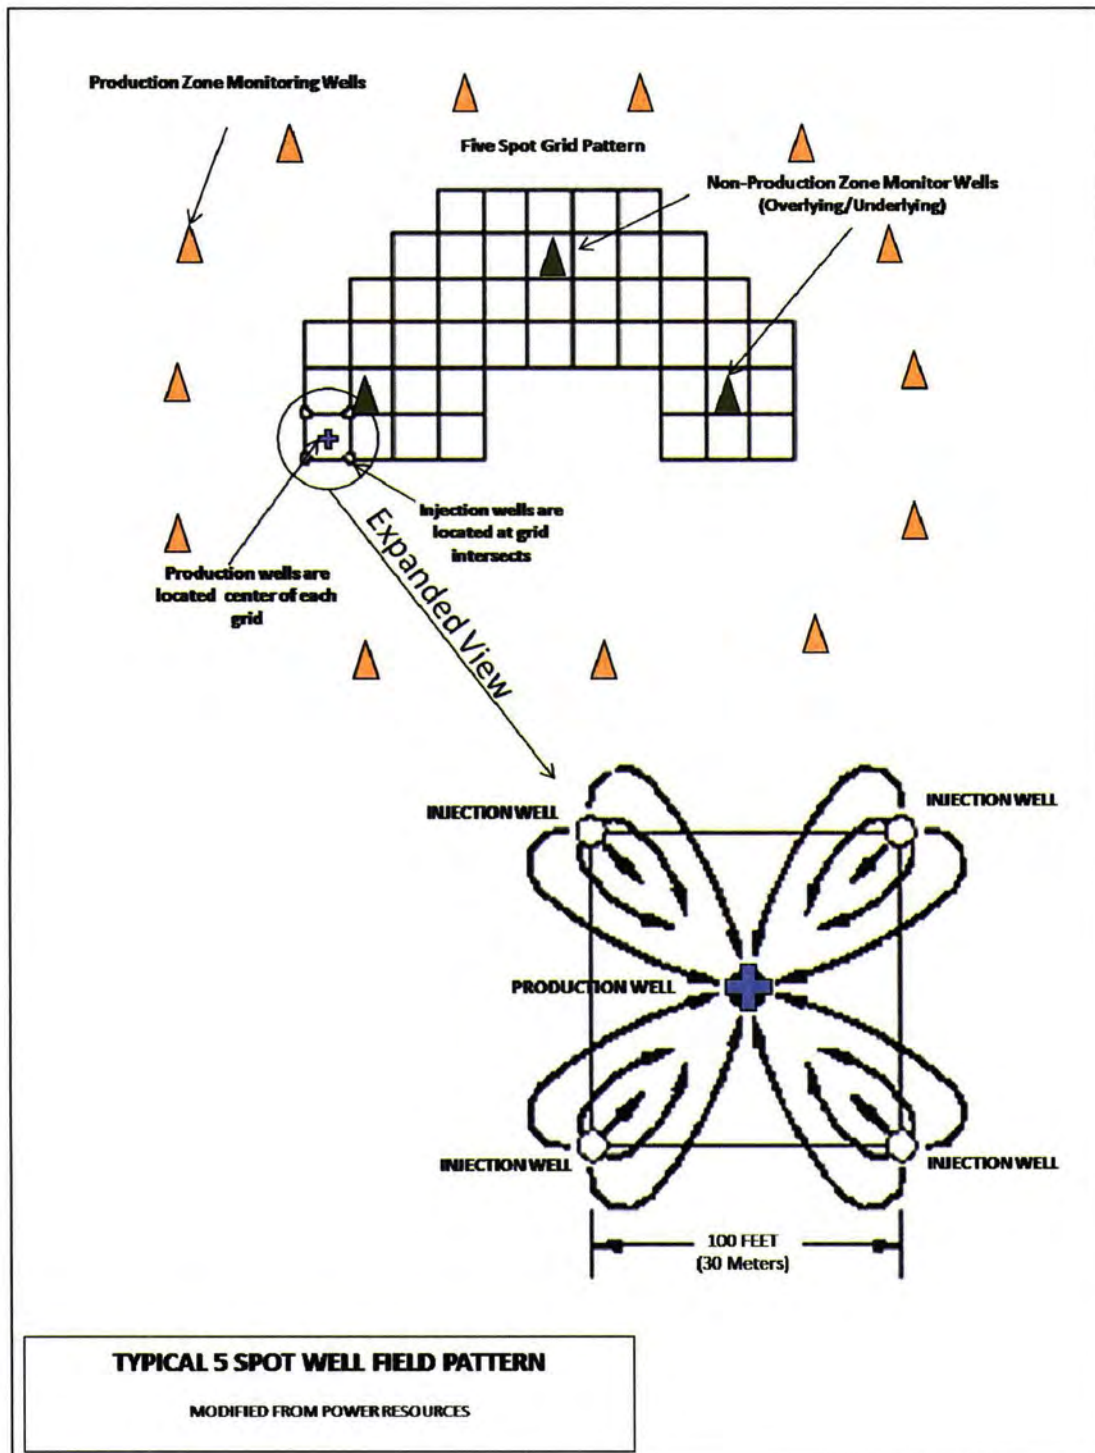 Production Zone Monitoring Wells
Five Spot Grid Pattern
Non-Production Zone Monitor Wells
(Overlying/Underlying)
Injection wells are
located at grid
intersects
Production wells are
located center of each
grid
Expanded View
INJECTION WELL
INJECTION WELL
PRODUCTION WELL
INJECTION WELL
INJECTION WELL
100 FEET
(30 Meters)
TYPICAL 5 SPOT WELL FIELD PATTERN
MODIFIED FROM POWER RESOURCES